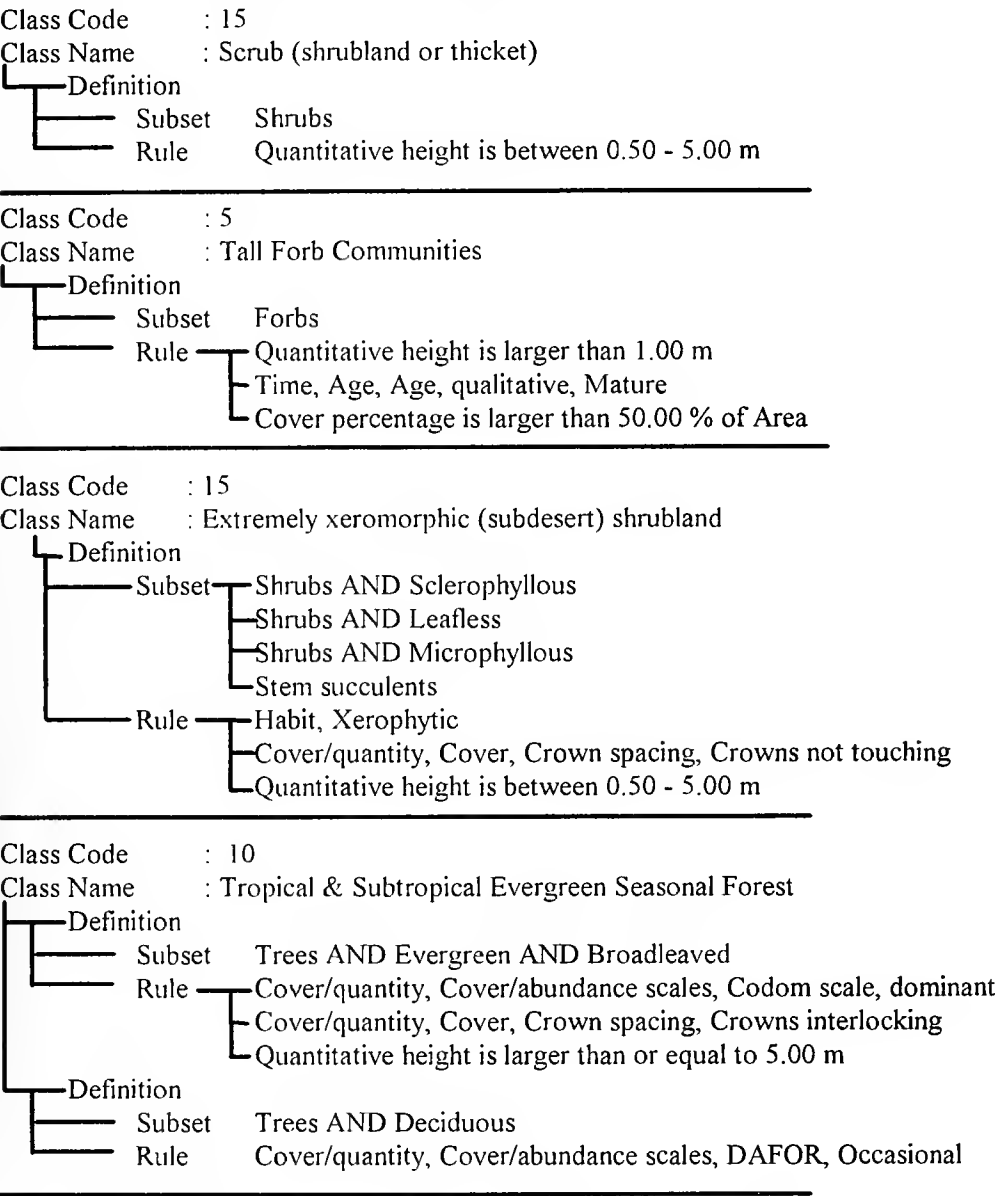 Class Code : 15
Class Name : Scrub (shrubland or thicket)
Definition
Subset Shrubs
Rule Quantitative height is between 0.50 - 5.00 m
Class Code : 5
Class Name : Tall Forb Communities
Definition
Subset Forbs
Rule Quantitative height is larger than 1.00 m
Time, Age, Age, qualitative, Mature
Cover percentage is larger than 50.00 % of Area
Class Code : 15
Class Name : Extremely xeromorphic (subdesert) shrubland
Definition
Subset Shrubs AND Sclerophyllous
Shrubs AND Leafless
Shrubs AND Microphyllous
Stem succulents
Rule Habit, Xerophytic
Cover/quantity, Cover, Crown spacing, Crowns not touching
Quantitative height is between 0.50 - 5.00 m
Class Code : 10
Class Name : Tropical & Subtropical Evergreen Seasonal Forest
Definition
Subset Trees AND Evergreen AND Broadleaved
Rule Cover/quantity, Cover/abundance scales, Codom scale, dominant
Cover/quantity, Cover, Crown spacing, Crowns interlocking
Quantitative height is larger than or equal to 5.00 m
Definition
Subset Trees AND Deciduous
Rule Cover/quantity, Cover/abundance scales, DAFOR, Occasional